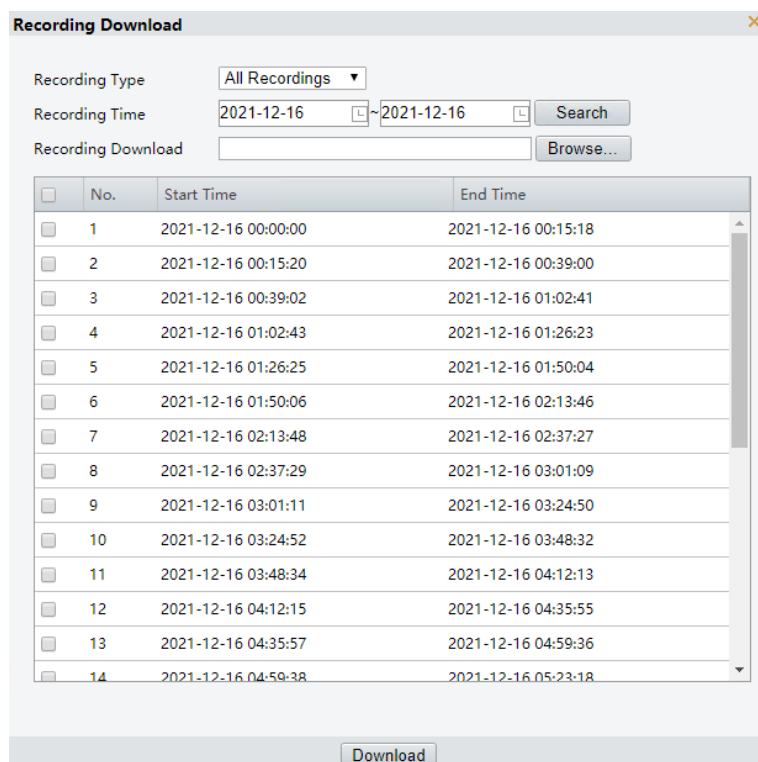 Recording Download
Recording Type All Recordings
Recording Time 2021-12-16 ~ 2021-12-16 Search
Recording Download Browse...
No. Start Time End Time
1 2021-12-16 00:00:00 2021-12-16 00:15:18
2 2021-12-16 00:15:20 2021-12-16 00:39:00
3 2021-12-16 00:39:02 2021-12-16 01:02:41
4 2021-12-16 01:02:43 2021-12-16 01:26:23
5 2021-12-16 01:26:25 2021-12-16 01:50:04
6 2021-12-16 01:50:06 2021-12-16 02:13:46
7 2021-12-16 02:13:48 2021-12-16 02:37:27
8 2021-12-16 02:37:29 2021-12-16 03:01:09
9 2021-12-16 03:01:11 2021-12-16 03:24:50
10 2021-12-16 03:24:52 2021-12-16 03:48:32
11 2021-12-16 03:48:34 2021-12-16 04:12:13
12 2021-12-16 04:12:15 2021-12-16 04:35:55
13 2021-12-16 04:35:57 2021-12-16 04:59:36
14 2021-12-16 04:59:38 2021-12-16 05:23:18
Download